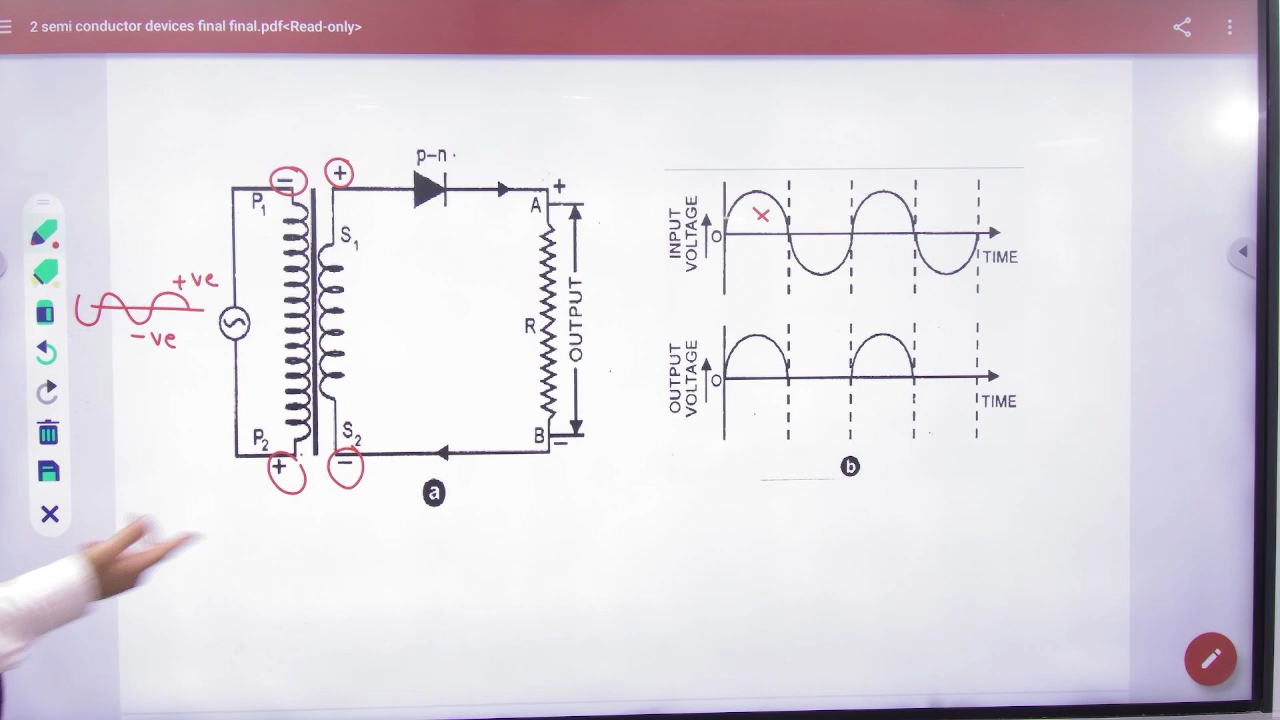 2 semi conductor devices final final.pdf<Read-only>
p-n
− + +
P1 A
S1
+ve
R OUTPUT
−ve
P2 S2 B
+ − −
a
INPUT VOLTAGE
×
O
TIME
OUTPUT VOLTAGE
O
TIME
b